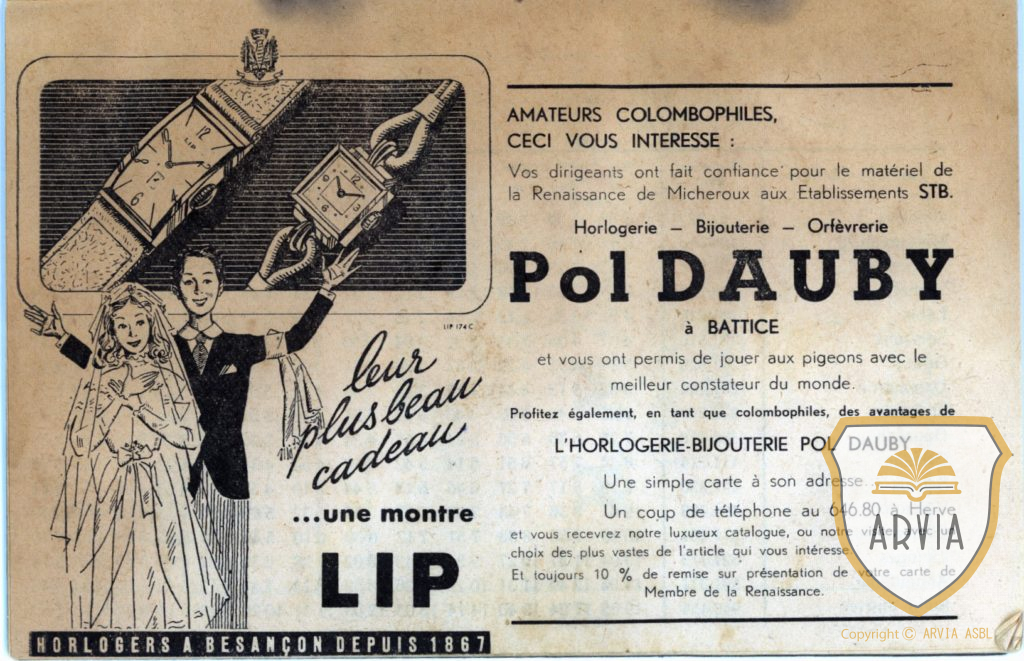 LIP
LIP 174 C
leur
plus beau
cadeau
...une montre
LIP
HORLOGERS A BESANÇON DEPUIS 1867
AMATEURS COLOMBOPHILES,
CECI VOUS INTERESSE :
Vos dirigeants ont fait confiance pour le matériel de
la Renaissance de Micheroux aux Etablissements STB.
Horlogerie – Bijouterie – Orfèvrerie
Pol DAUBY
à BATTICE
et vous ont permis de jouer aux pigeons avec le
meilleur constateur du monde.
Profitez également, en tant que colombophiles, des avantages de
L'HORLOGERIE-BIJOUTERIE POL DAUBY
Une simple carte à son adresse.
Un coup de téléphone au 646.80 à Herve
et vous recevrez notre luxueux catalogue, ou notre visite avec un
choix des plus vastes de l'article qui vous intéresse.
Et toujours 10 % de remise sur présentation de votre carte de
Membre de la Renaissance.
ARVIA
Copyright © ARVIA ASBL